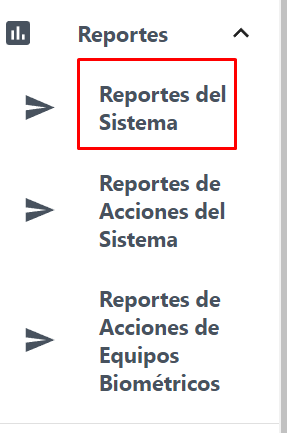 Reportes
Reportes del
Sistema
Reportes de
Acciones del
Sistema
Reportes de
Acciones de
Equipos
Biométricos